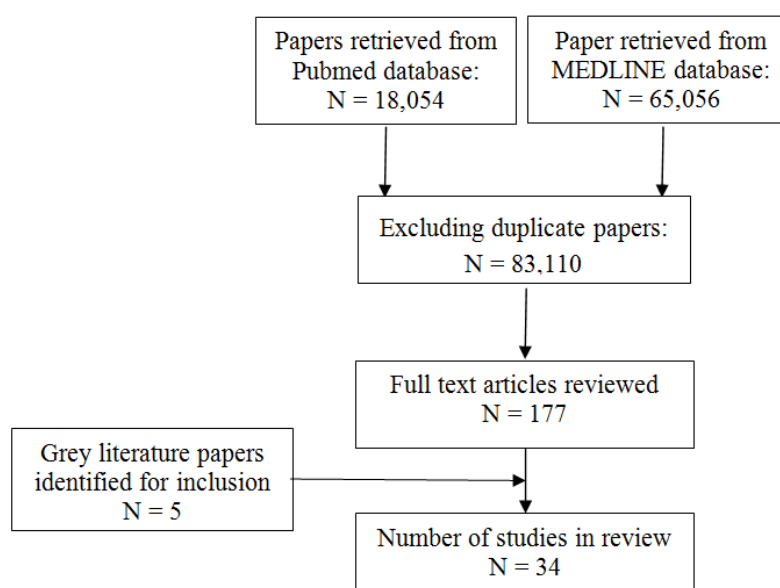 Papers retrieved from
Pubmed database:
N = 18,054
Paper retrieved from
MEDLINE database:
N = 65,056
Excluding duplicate papers:
N = 83,110
Full text articles reviewed
N = 177
Grey literature papers
identified for inclusion
N = 5
Number of studies in review
N = 34